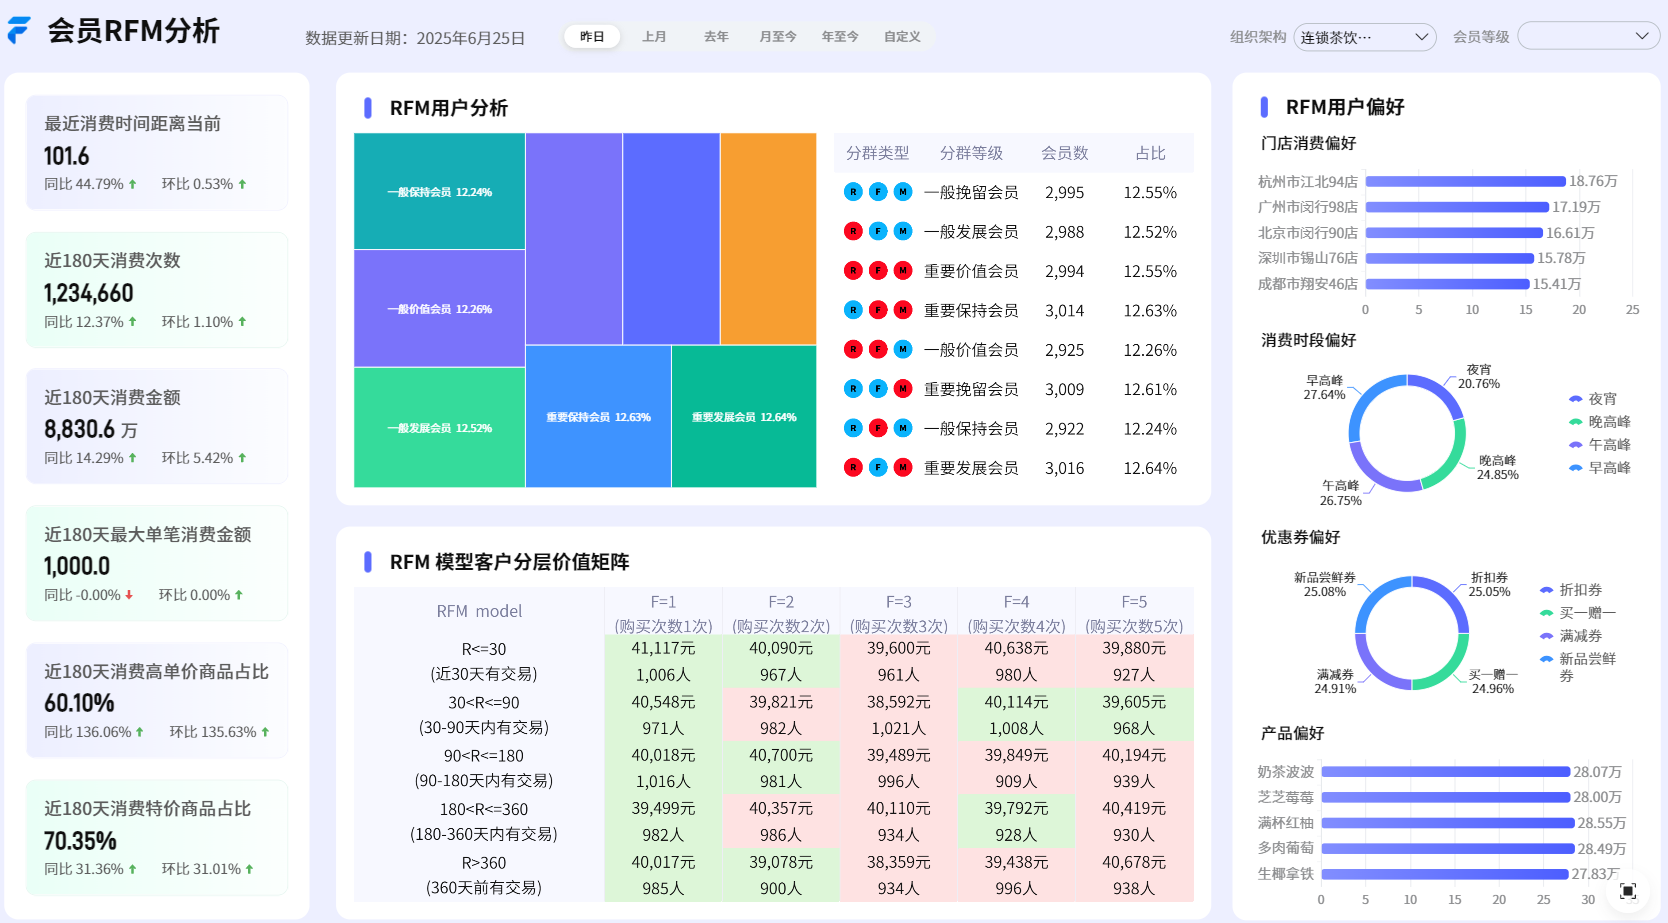 会员RFM分析
数据更新日期：2025年6月25日
昨日
上月
去年
月至今
年至今
自定义
组织架构
连锁茶饮…
会员等级
最近消费时间距离当前
101.6
同比 44.79% 环比 0.53%
近180天消费次数
1,234,660
同比 12.37% 环比 1.10%
近180天消费金额
8,830.6 万
同比 14.29% 环比 5.42%
近180天最大单笔消费金额
1,000.0
同比 -0.00% 环比 0.00%
近180天消费高单价商品占比
60.10%
同比 136.06% 环比 135.63%
近180天消费特价商品占比
70.35%
同比 31.36% 环比 31.01%
RFM用户分析
一般保持会员 12.24%
一般价值会员 12.26%
一般发展会员 12.52%
重要保持会员 12.63%
重要发展会员 12.64%
分群类型 分群等级 会员数 占比
R F M 一般挽留会员 2,995 12.55%
R F M 一般发展会员 2,988 12.52%
R F M 重要价值会员 2,994 12.55%
R F M 重要保持会员 3,014 12.63%
R F M 一般价值会员 2,925 12.26%
R F M 重要挽留会员 3,009 12.61%
R F M 一般保持会员 2,922 12.24%
R F M 重要发展会员 3,016 12.64%
RFM 模型客户分层价值矩阵
RFM model
F=1 F=2 F=3 F=4 F=5
(购买次数1次) (购买次数2次) (购买次数3次) (购买次数4次) (购买次数5次)
R<=30 41,117元 40,090元 39,600元 40,638元 39,880元
(近30天有交易) 1,006人 967人 961人 980人 927人
30<R<=90 40,548元 39,821元 38,592元 40,114元 39,605元
(30-90天内有交易) 971人 982人 1,021人 1,008人 968人
90<R<=180 40,018元 40,700元 39,489元 39,849元 40,194元
(90-180天内有交易) 1,016人 981人 996人 909人 939人
180<R<=360 39,499元 40,357元 40,110元 39,792元 40,419元
(180-360天内有交易) 982人 986人 934人 928人 930人
R>360 40,017元 39,078元 38,359元 39,438元 40,678元
(360天前有交易) 985人 900人 934人 996人 938人
RFM用户偏好
门店消费偏好
杭州市江北94店 18.76万
广州市闵行98店 17.19万
北京市闵行90店 16.61万
深圳市锡山76店 15.78万
成都市翔安46店 15.41万
0 5 10 15 20 25
消费时段偏好
早高峰
27.64%
夜宵
20.76%
晚高峰
24.85%
午高峰
26.75%
夜宵
晚高峰
午高峰
早高峰
优惠券偏好
新品尝鲜券
25.08%
折扣券
25.05%
满减券
24.91%
买一赠一
24.96%
折扣券
买一赠一
满减券
新品尝鲜
券
产品偏好
奶茶波波 28.07万
芝芝莓莓 28.00万
满杯红柚 28.55万
多肉葡萄 28.49万
生椰拿铁 27.83万
0 5 10 15 20 25 30